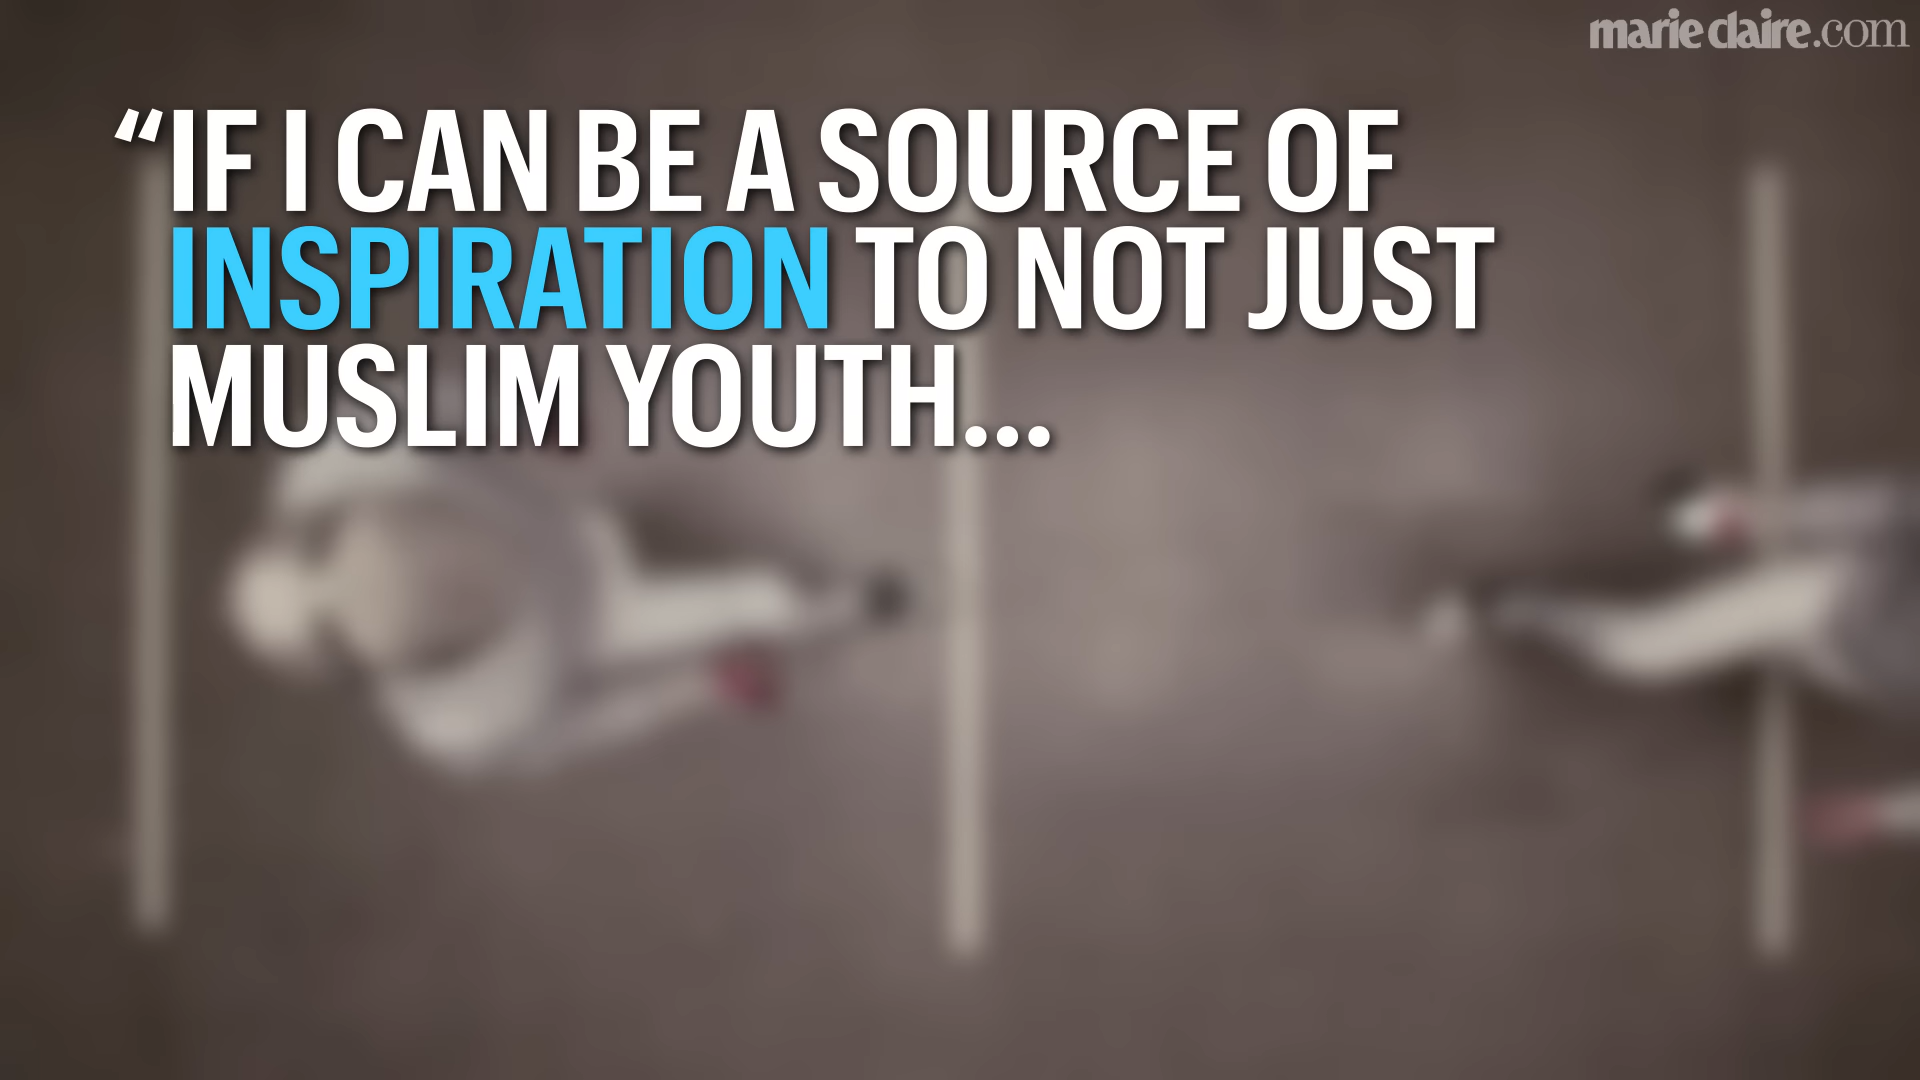 marie claire.com
“IF I CAN BE A SOURCE OF
INSPIRATION TO NOT JUST
MUSLIM YOUTH...